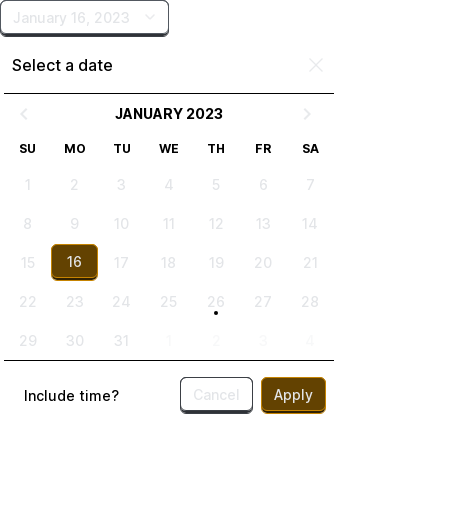 January 16, 2023
Select a date
JANUARY 2023
SU MO TU WE TH FR SA
1 2 3 4 5 6 7
8 9 10 11 12 13 14
15 16 17 18 19 20 21
22 23 24 25 26 27 28
29 30 31 1 2 3 4
Include time? Cancel Apply